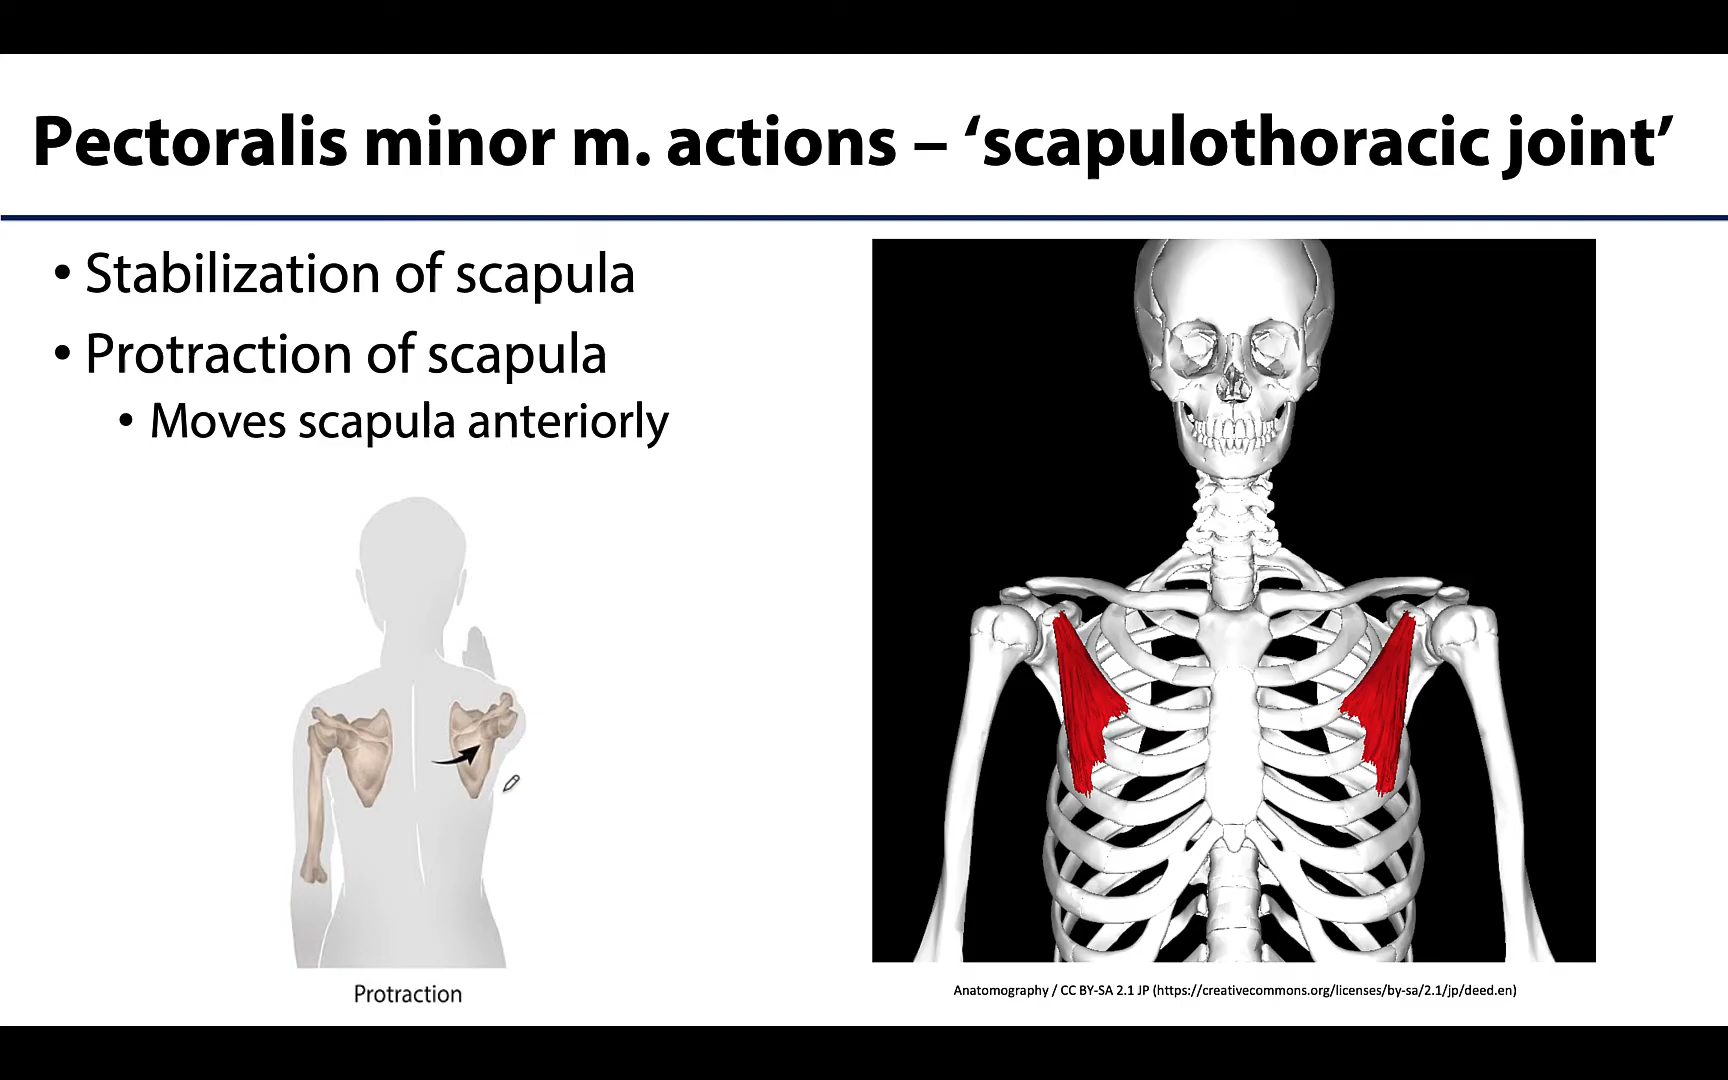 Pectoralis minor m. actions – ‘scapulothoracic joint’
• Stabilization of scapula
• Protraction of scapula
• Moves scapula anteriorly
Protraction
Anatomography / CC BY-SA 2.1 JP (https://creativecommons.org/licenses/by-sa/2.1/jp/deed.en)